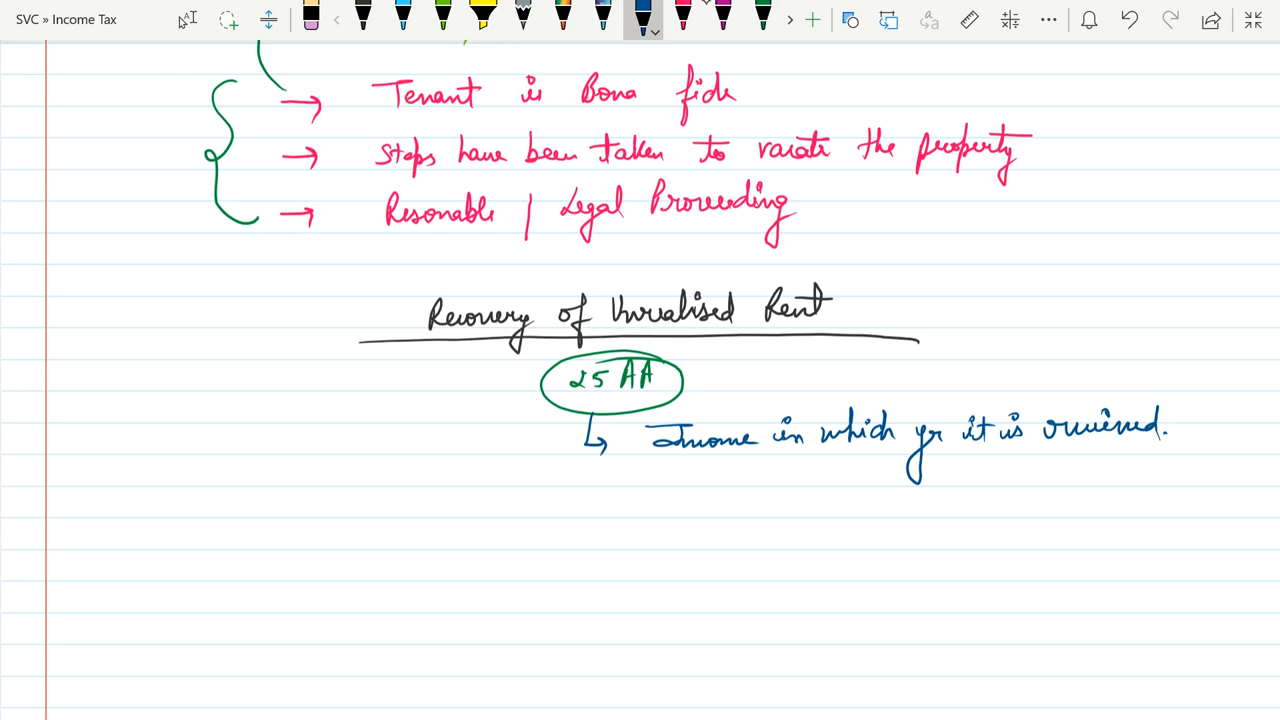 SVC » Income Tax
→ Tenant is Bona fide
→ Steps have been taken to vacate the property
→ Resonable | Legal Proceeding
Recovery of Unrealised Rent
25 AA
↳ Income in which yr it is received.